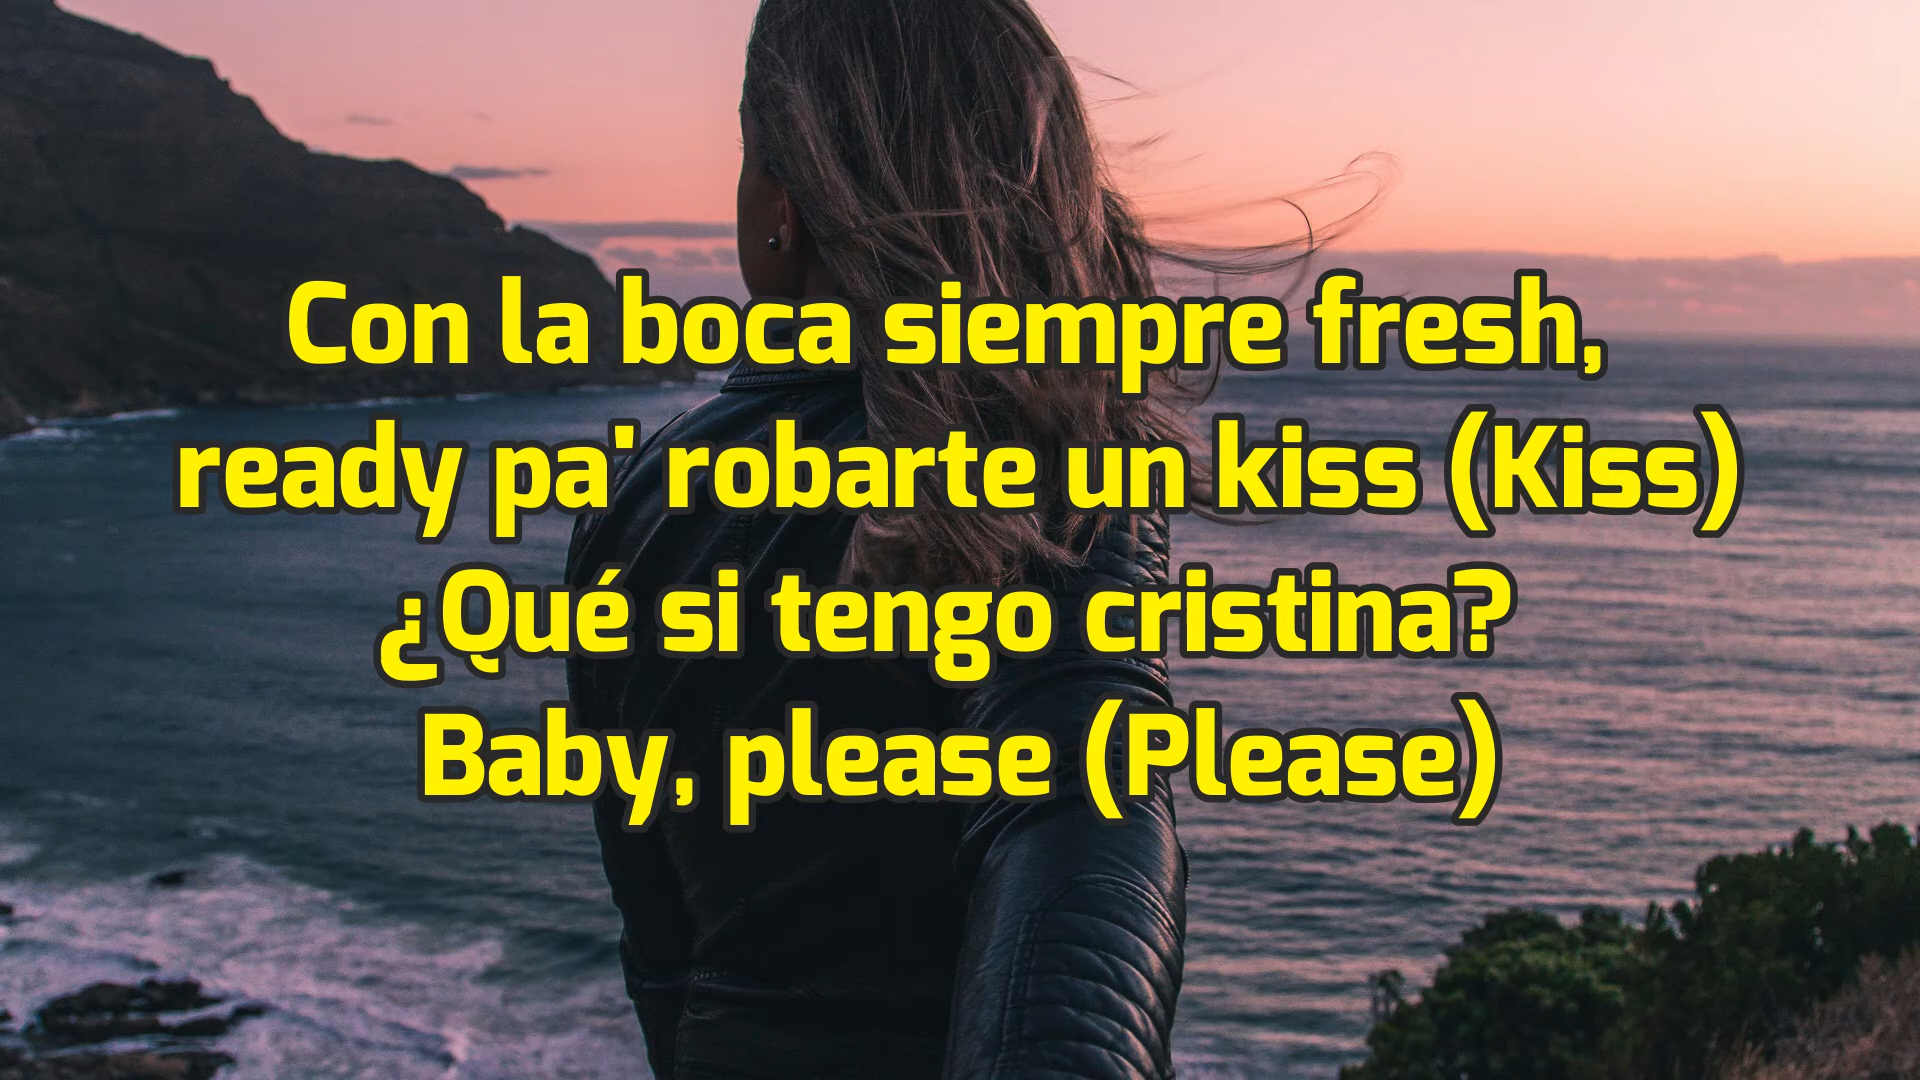 Con la boca siempre fresh,
ready pa' robarte un kiss (Kiss)
¿Qué si tengo cristina?
Baby, please (Please)